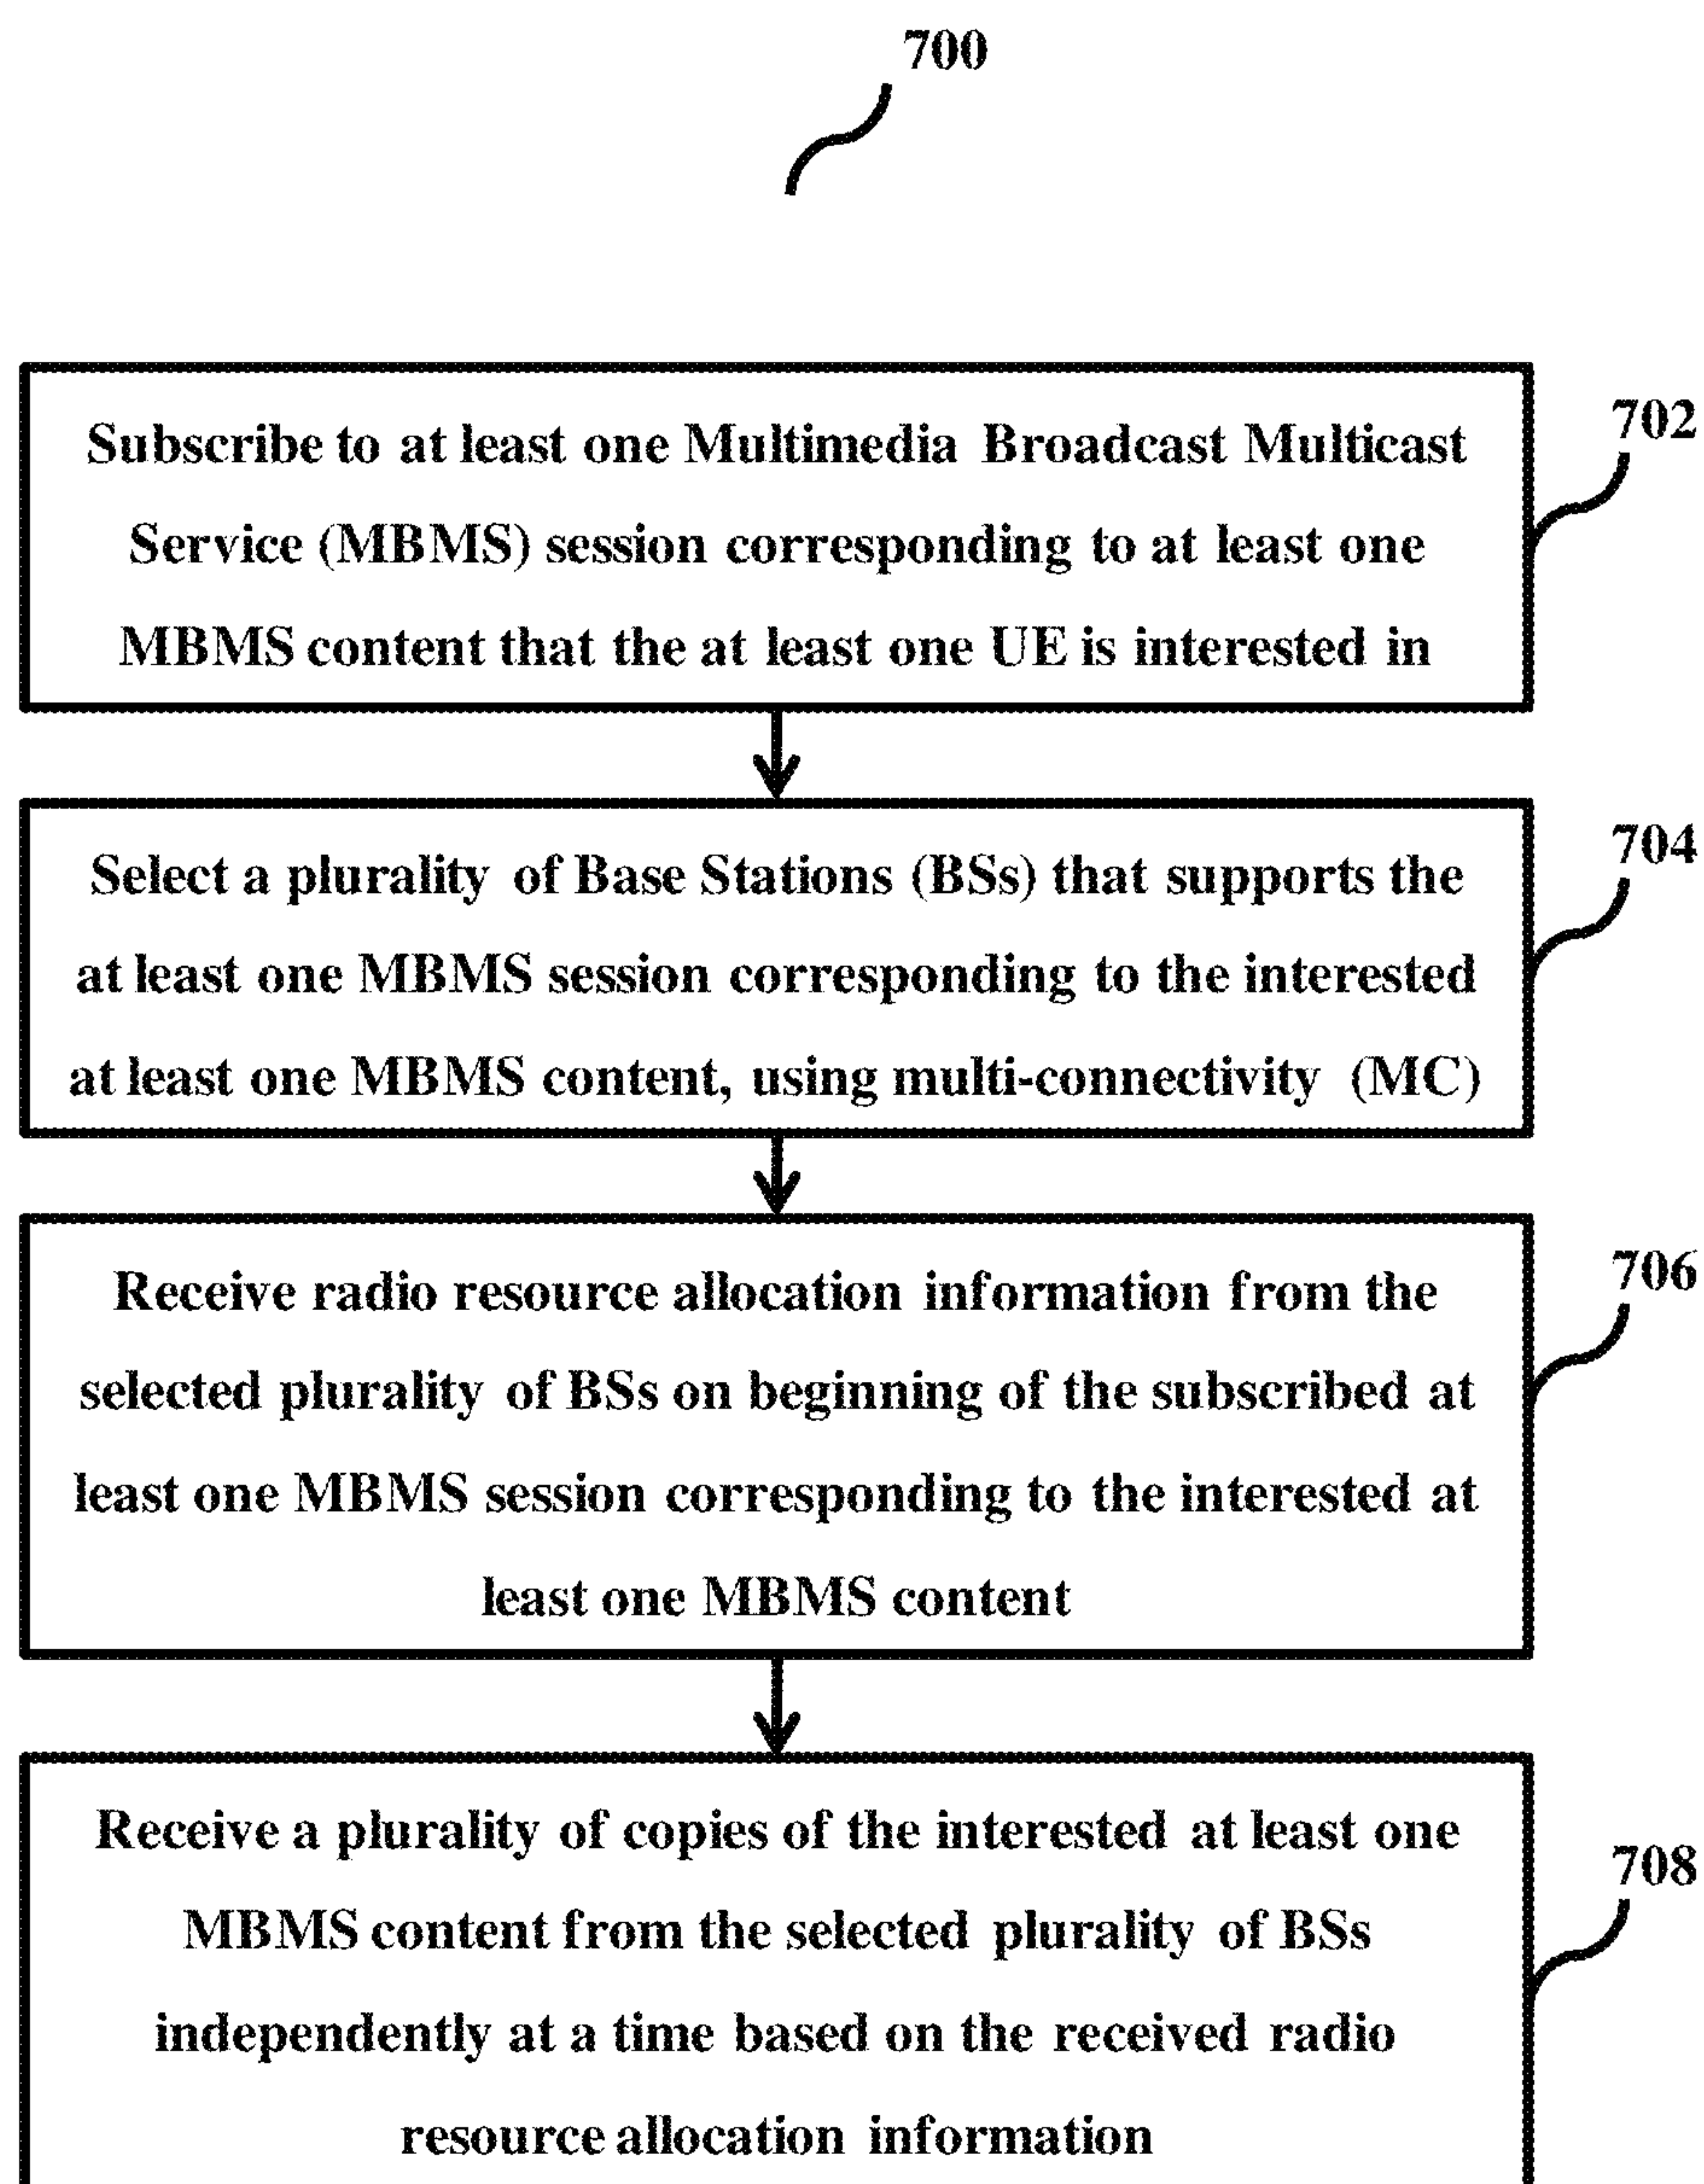 700
Subscribe to at least one Multimedia Broadcast Multicast
Service (MBMS) session corresponding to at least one
MBMS content that the at least one UE is interested in
702
Select a plurality of Base Stations (BSs) that supports the
at least one MBMS session corresponding to the interested
at least one MBMS content, using multi-connectivity (MC)
704
Receive radio resource allocation information from the
selected plurality of BSs on beginning of the subscribed at
least one MBMS session corresponding to the interested at
least one MBMS content
706
Receive a plurality of copies of the interested at least one
MBMS content from the selected plurality of BSs
independently at a time based on the received radio
resource allocation information
708